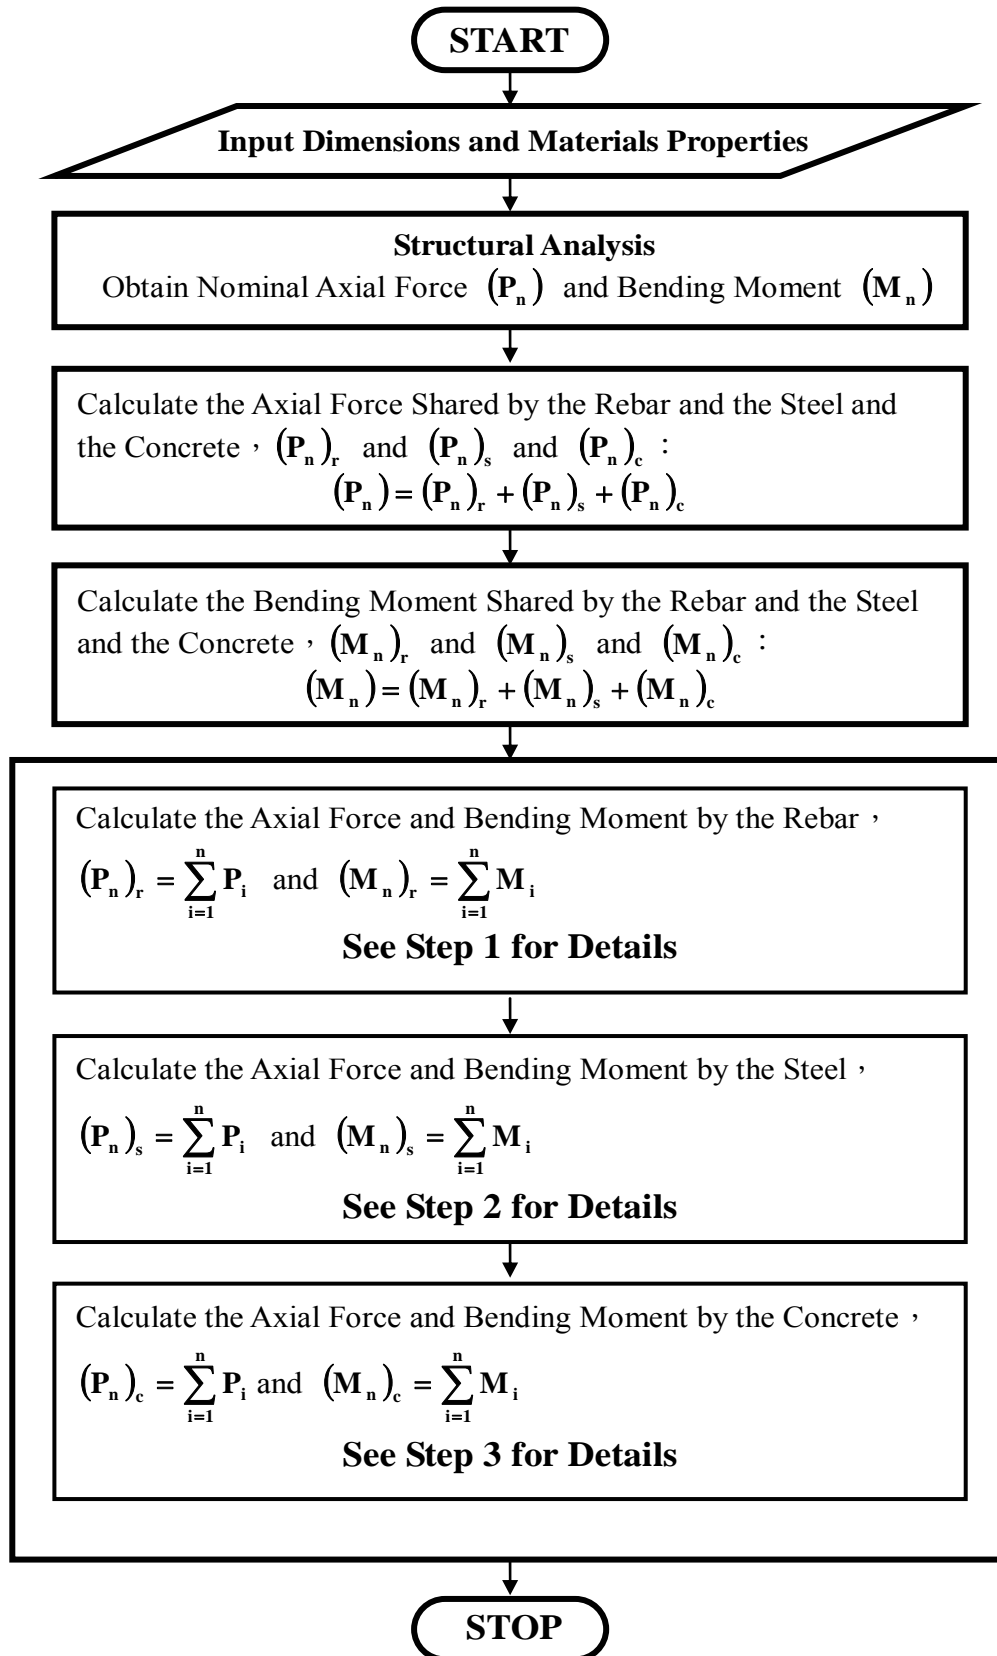 START
Input Dimensions and Materials Properties
Structural Analysis
Obtain Nominal Axial Force (Pₙ) and Bending Moment (Mₙ)
Calculate the Axial Force Shared by the Rebar and the Steel and
the Concrete，(Pₙ)r and (Pₙ)s and (Pₙ)c：
(Pₙ) = (Pₙ)r + (Pₙ)s + (Pₙ)c
Calculate the Bending Moment Shared by the Rebar and the Steel
and the Concrete，(Mₙ)r and (Mₙ)s and (Mₙ)c：
(Mₙ) = (Mₙ)r + (Mₙ)s + (Mₙ)c
Calculate the Axial Force and Bending Moment by the Rebar，
(Pₙ)r = ∑ⁿi=1 Pi and (Mₙ)r = ∑ⁿi=1 Mi
See Step 1 for Details
Calculate the Axial Force and Bending Moment by the Steel，
(Pₙ)s = ∑ⁿi=1 Pi and (Mₙ)s = ∑ⁿi=1 Mi
See Step 2 for Details
Calculate the Axial Force and Bending Moment by the Concrete，
(Pₙ)c = ∑ⁿi=1 Pi and (Mₙ)c = ∑ⁿi=1 Mi
See Step 3 for Details
STOP